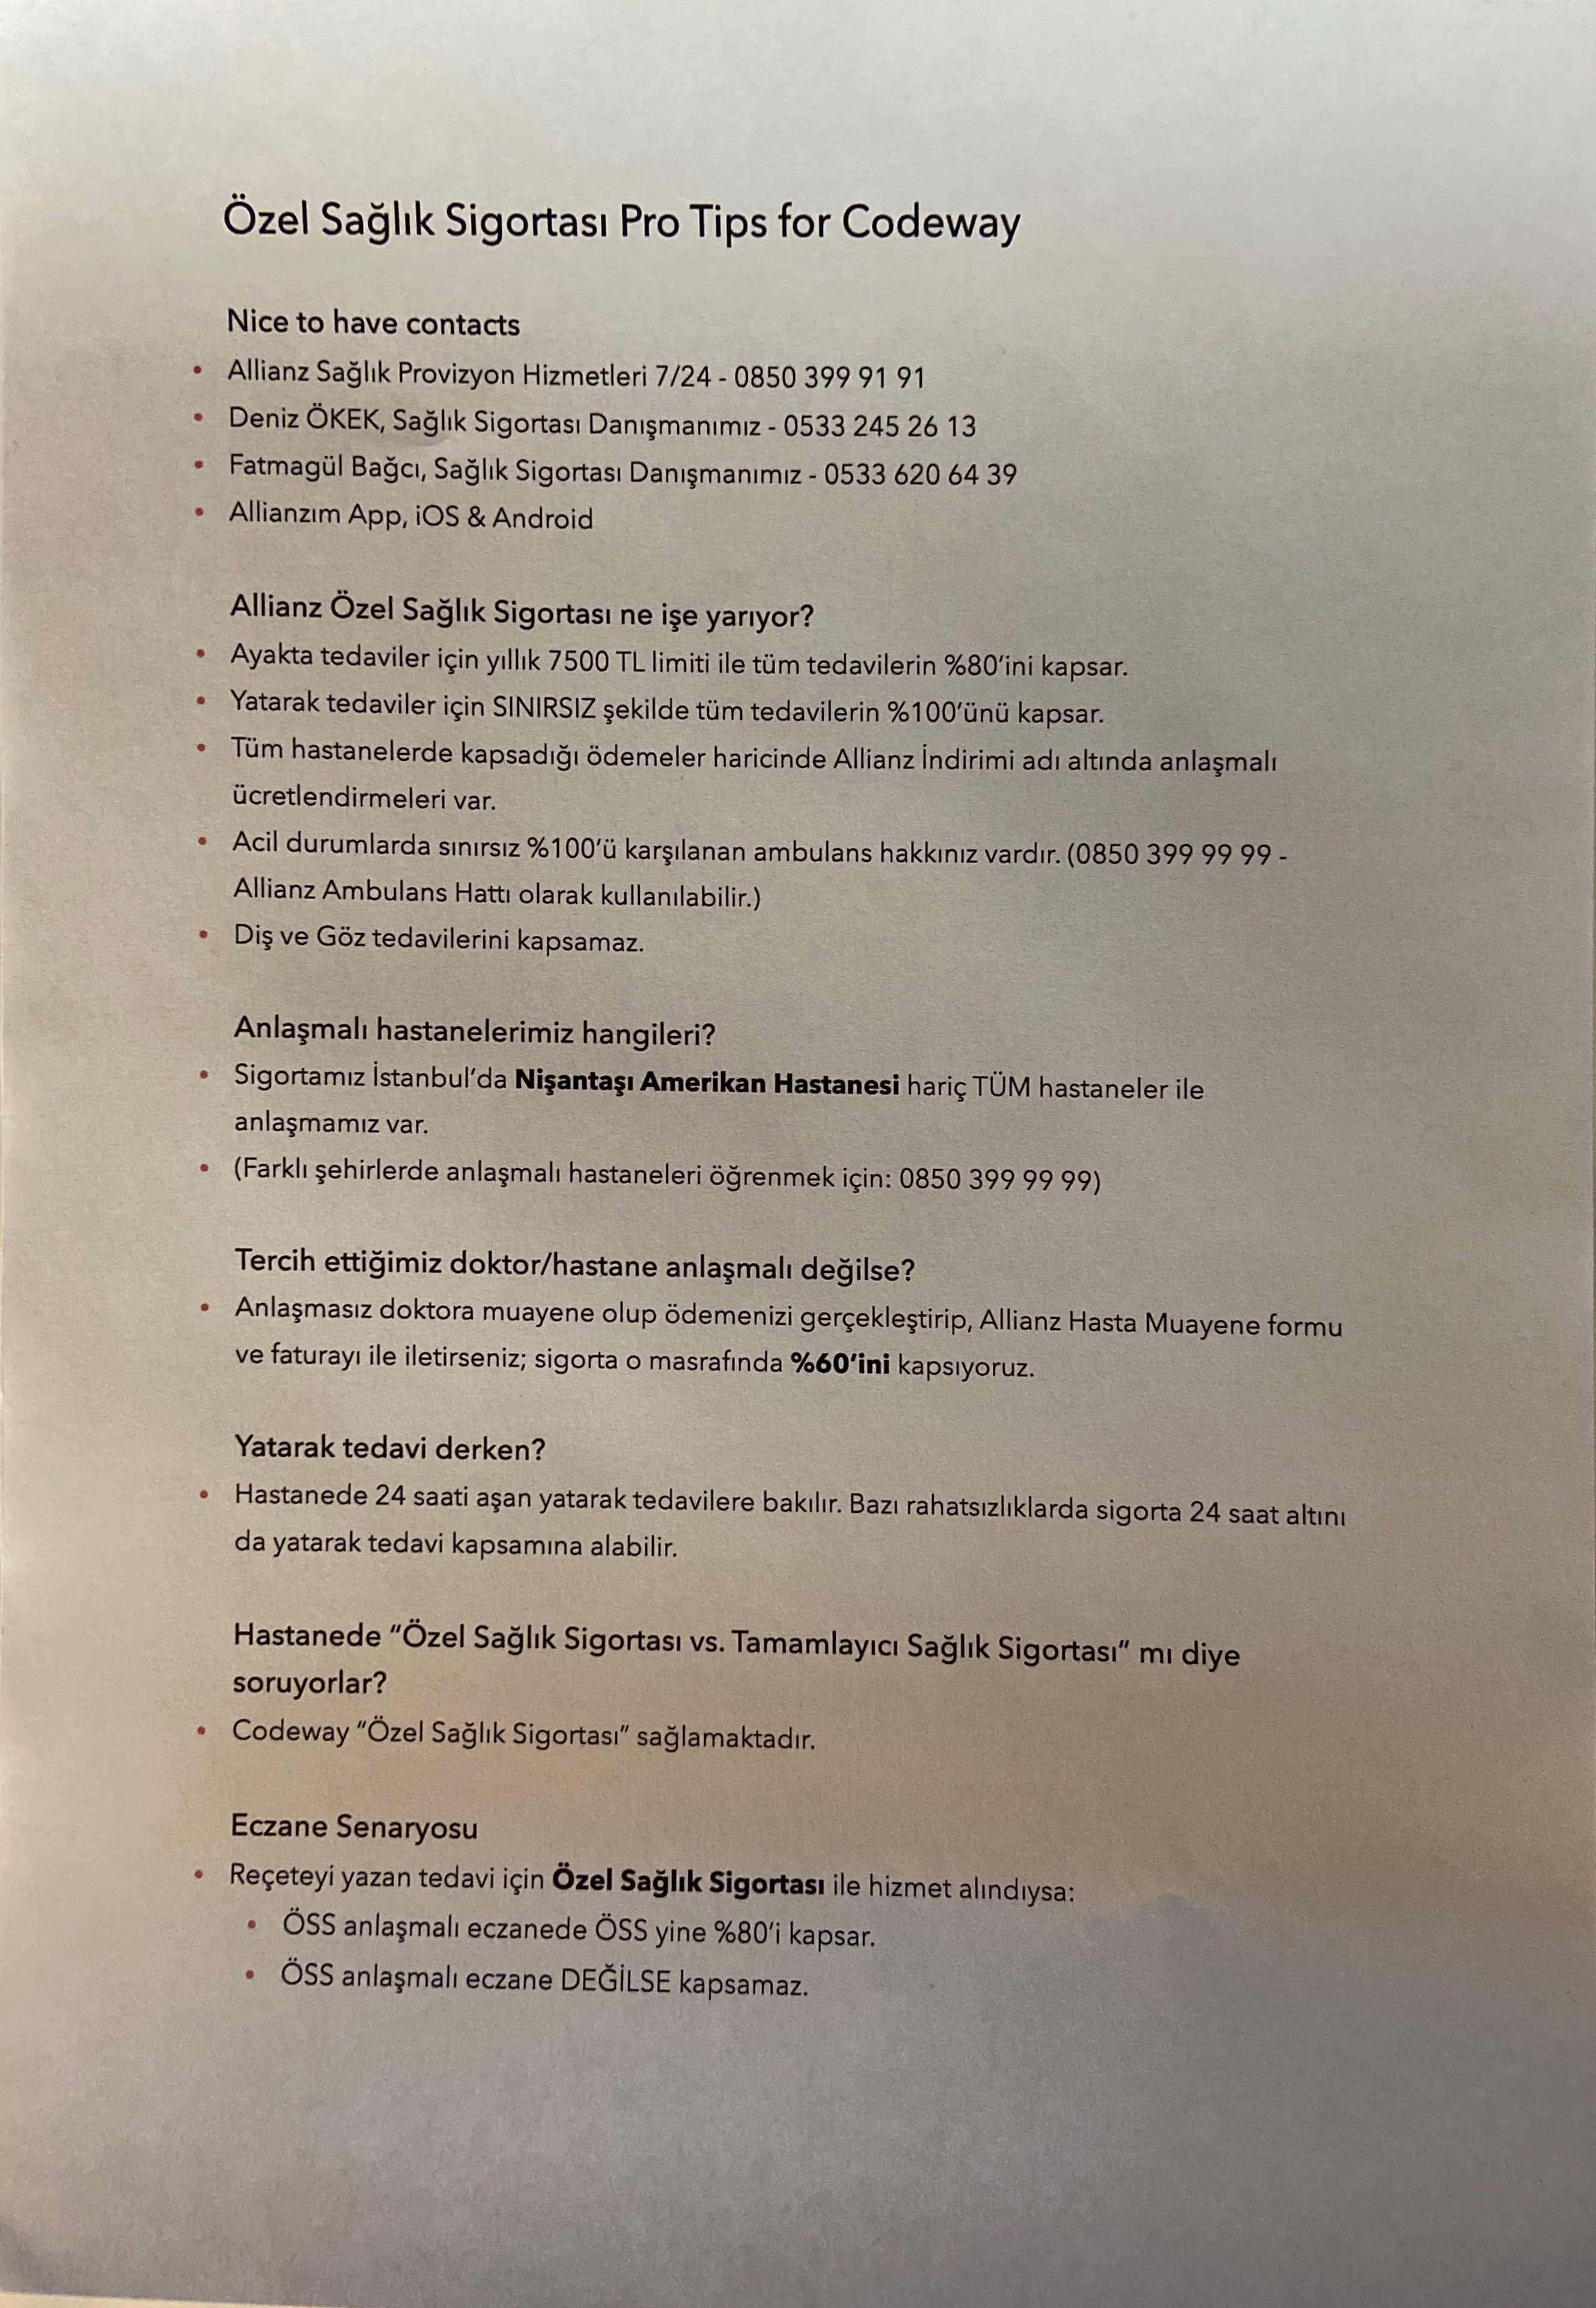 Özel Sağlık Sigortası Pro Tips for Codeway
Nice to have contacts
• Allianz Sağlık Provizyon Hizmetleri 7/24 - 0850 399 91 91
• Deniz ÖKEK, Sağlık Sigortası Danışmanımız - 0533 245 26 13
• Fatmagül Bağcı, Sağlık Sigortası Danışmanımız - 0533 620 64 39
• Allianzım App, iOS & Android
Allianz Özel Sağlık Sigortası ne işe yarıyor?
• Ayakta tedaviler için yıllık 7500 TL limiti ile tüm tedavilerin %80’ini kapsar.
• Yatarak tedaviler için SINIRSIZ şekilde tüm tedavilerin %100’ünü kapsar.
• Tüm hastanelerde kapsadığı ödemeler haricinde Allianz İndirimi adı altında anlaşmalı
ücretlendirmeleri var.
• Acil durumlarda sınırsız %100’ü karşılanan ambulans hakkınız vardır. (0850 399 99 99 -
Allianz Ambulans Hattı olarak kullanılabilir.)
• Diş ve Göz tedavilerini kapsamaz.
Anlaşmalı hastanelerimiz hangileri?
• Sigortamız İstanbul’da Nişantaşı Amerikan Hastanesi hariç TÜM hastaneler ile
anlaşmamız var.
• (Farklı şehirlerde anlaşmalı hastaneleri öğrenmek için: 0850 399 99 99)
Tercih ettiğimiz doktor/hastane anlaşmalı değilse?
• Anlaşmasız doktora muayene olup ödemenizi gerçekleştirip, Allianz Hasta Muayene formu
ve faturayı ile iletirseniz; sigorta o masrafında %60’ini kapsıyoruz.
Yatarak tedavi derken?
• Hastanede 24 saati aşan yatarak tedavilere bakılır. Bazı rahatsızlıklarda sigorta 24 saat altını
da yatarak tedavi kapsamına alabilir.
Hastanede “Özel Sağlık Sigortası vs. Tamamlayıcı Sağlık Sigortası” mı diye
soruyorlar?
• Codeway “Özel Sağlık Sigortası” sağlamaktadır.
Eczane Senaryosu
• Reçeteyi yazan tedavi için Özel Sağlık Sigortası ile hizmet alındıysa:
• ÖSS anlaşmalı eczanede ÖSS yine %80’i kapsar.
• ÖSS anlaşmalı eczane DEĞİLSE kapsamaz.